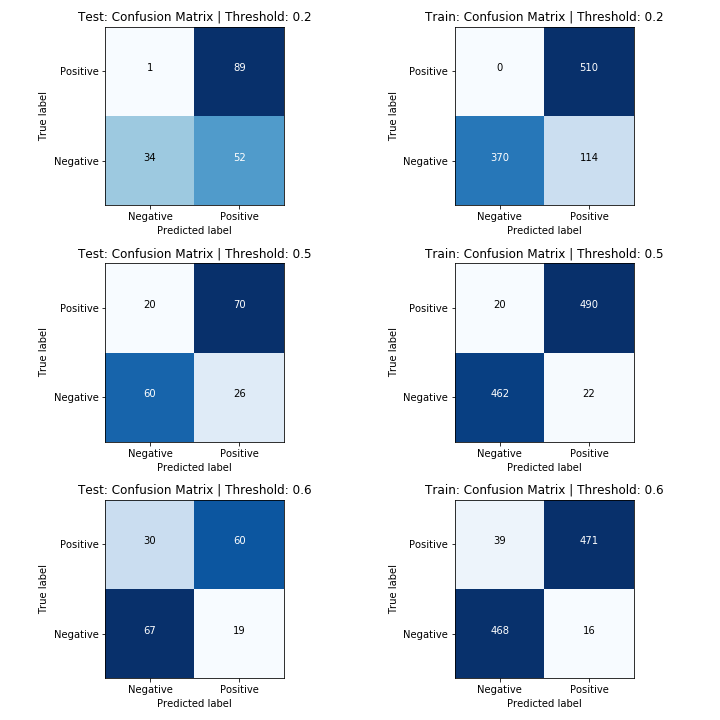 Test: Confusion Matrix | Threshold: 0.2
Positive 1 89
Negative 34 52
Negative Positive
True label
Predicted label
Train: Confusion Matrix | Threshold: 0.2
Positive 0 510
Negative 370 114
Negative Positive
True label
Predicted label
Test: Confusion Matrix | Threshold: 0.5
Positive 20 70
Negative 60 26
Negative Positive
True label
Predicted label
Train: Confusion Matrix | Threshold: 0.5
Positive 20 490
Negative 462 22
Negative Positive
True label
Predicted label
Test: Confusion Matrix | Threshold: 0.6
Positive 30 60
Negative 67 19
Negative Positive
True label
Predicted label
Train: Confusion Matrix | Threshold: 0.6
Positive 39 471
Negative 468 16
Negative Positive
True label
Predicted label